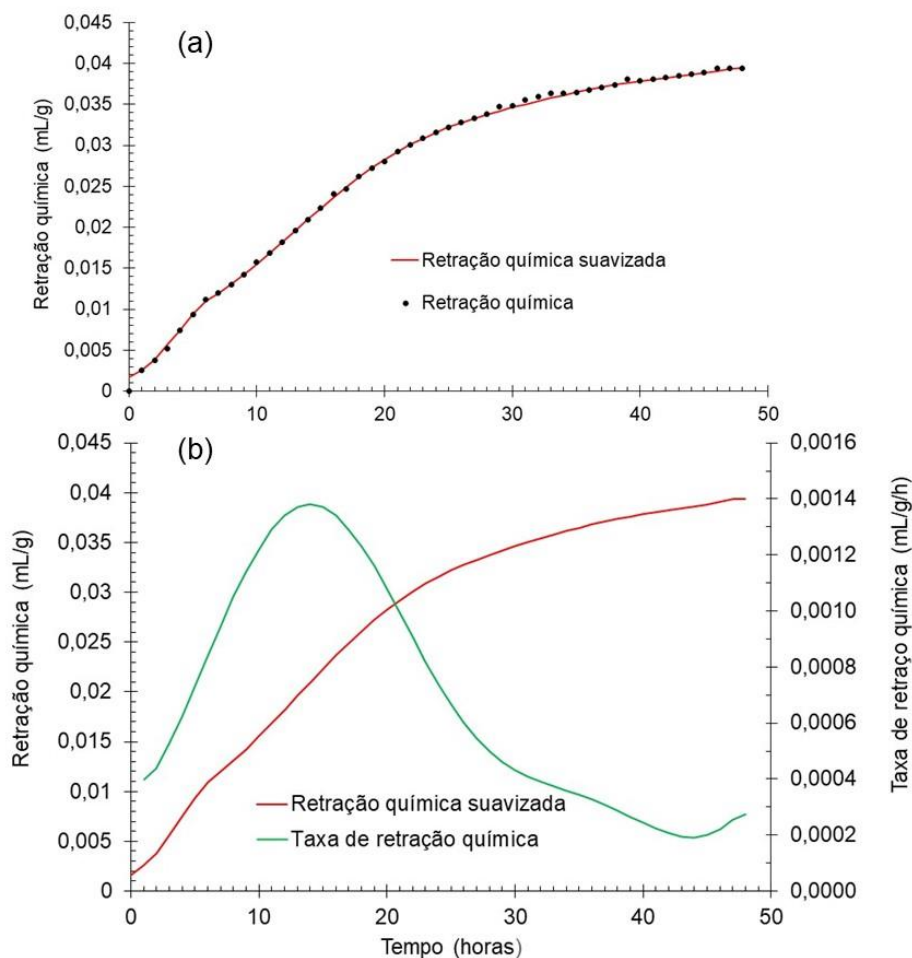 (a)
Retração química (mL/g)
0,045
0,04
0,035
0,03
0,025
0,02
0,015
0,01
0,005
0
Retração química suavizada
Retração química
0 10 20 30 40 50
(b)
Retração química (mL/g)
0,045
0,04
0,035
0,03
0,025
0,02
0,015
0,01
0,005
0
Retração química suavizada
Taxa de retração química
0,0016
0,0014
0,0012
0,0010
0,0008
0,0006
0,0004
0,0002
0,0000
Taxa de retraço química (mL/g/h)
0 10 20 30 40 50
Tempo (horas)